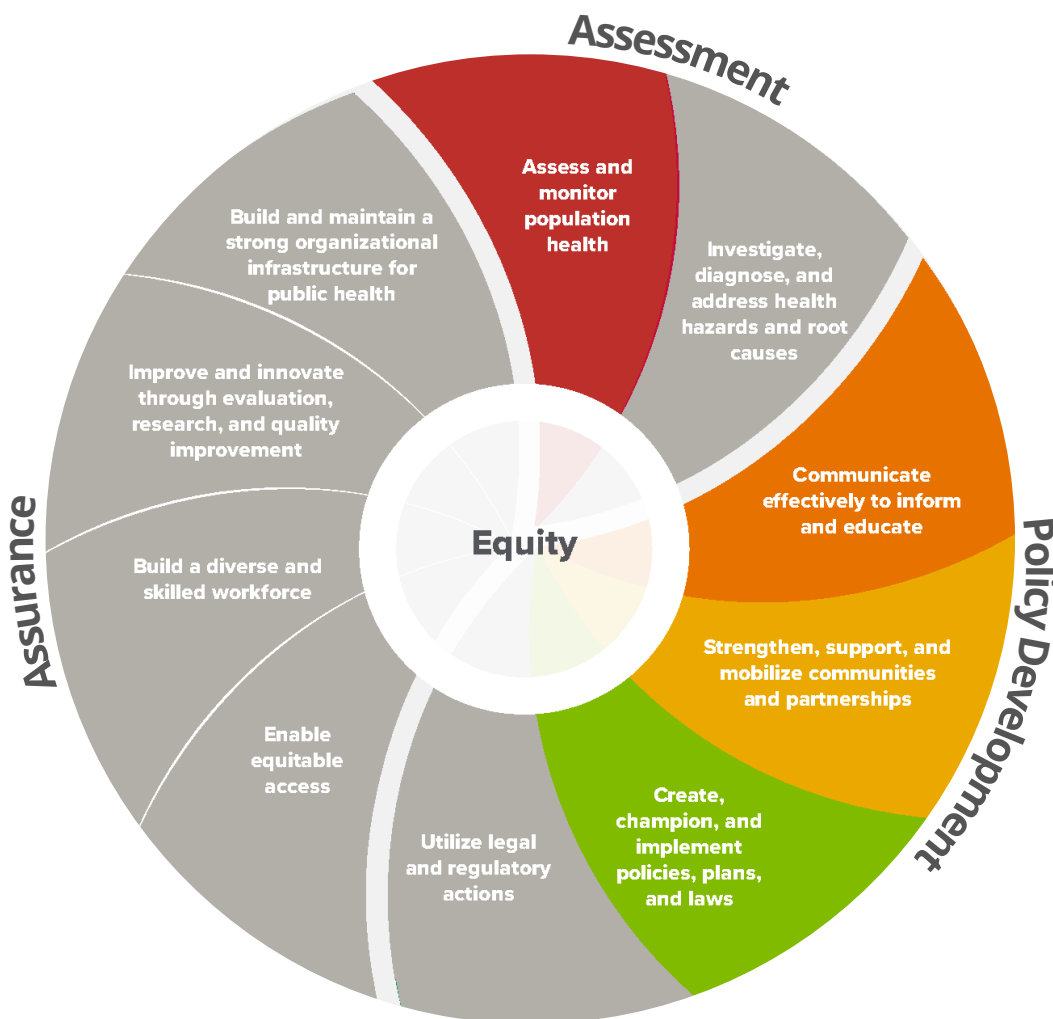 Assessment
Assess and
monitor
population
health
Investigate,
diagnose, and
address health
hazards and root
causes
Policy Development
Communicate
effectively to inform
and educate
Strengthen, support, and
mobilize communities
and partnerships
Create,
champion, and
implement
policies, plans,
and laws
Utilize legal
and regulatory
actions
Assurance
Enable
equitable
access
Build a diverse and
skilled workforce
Improve and innovate
through evaluation,
research, and quality
improvement
Build and maintain a
strong organizational
infrastructure for
public health
Equity